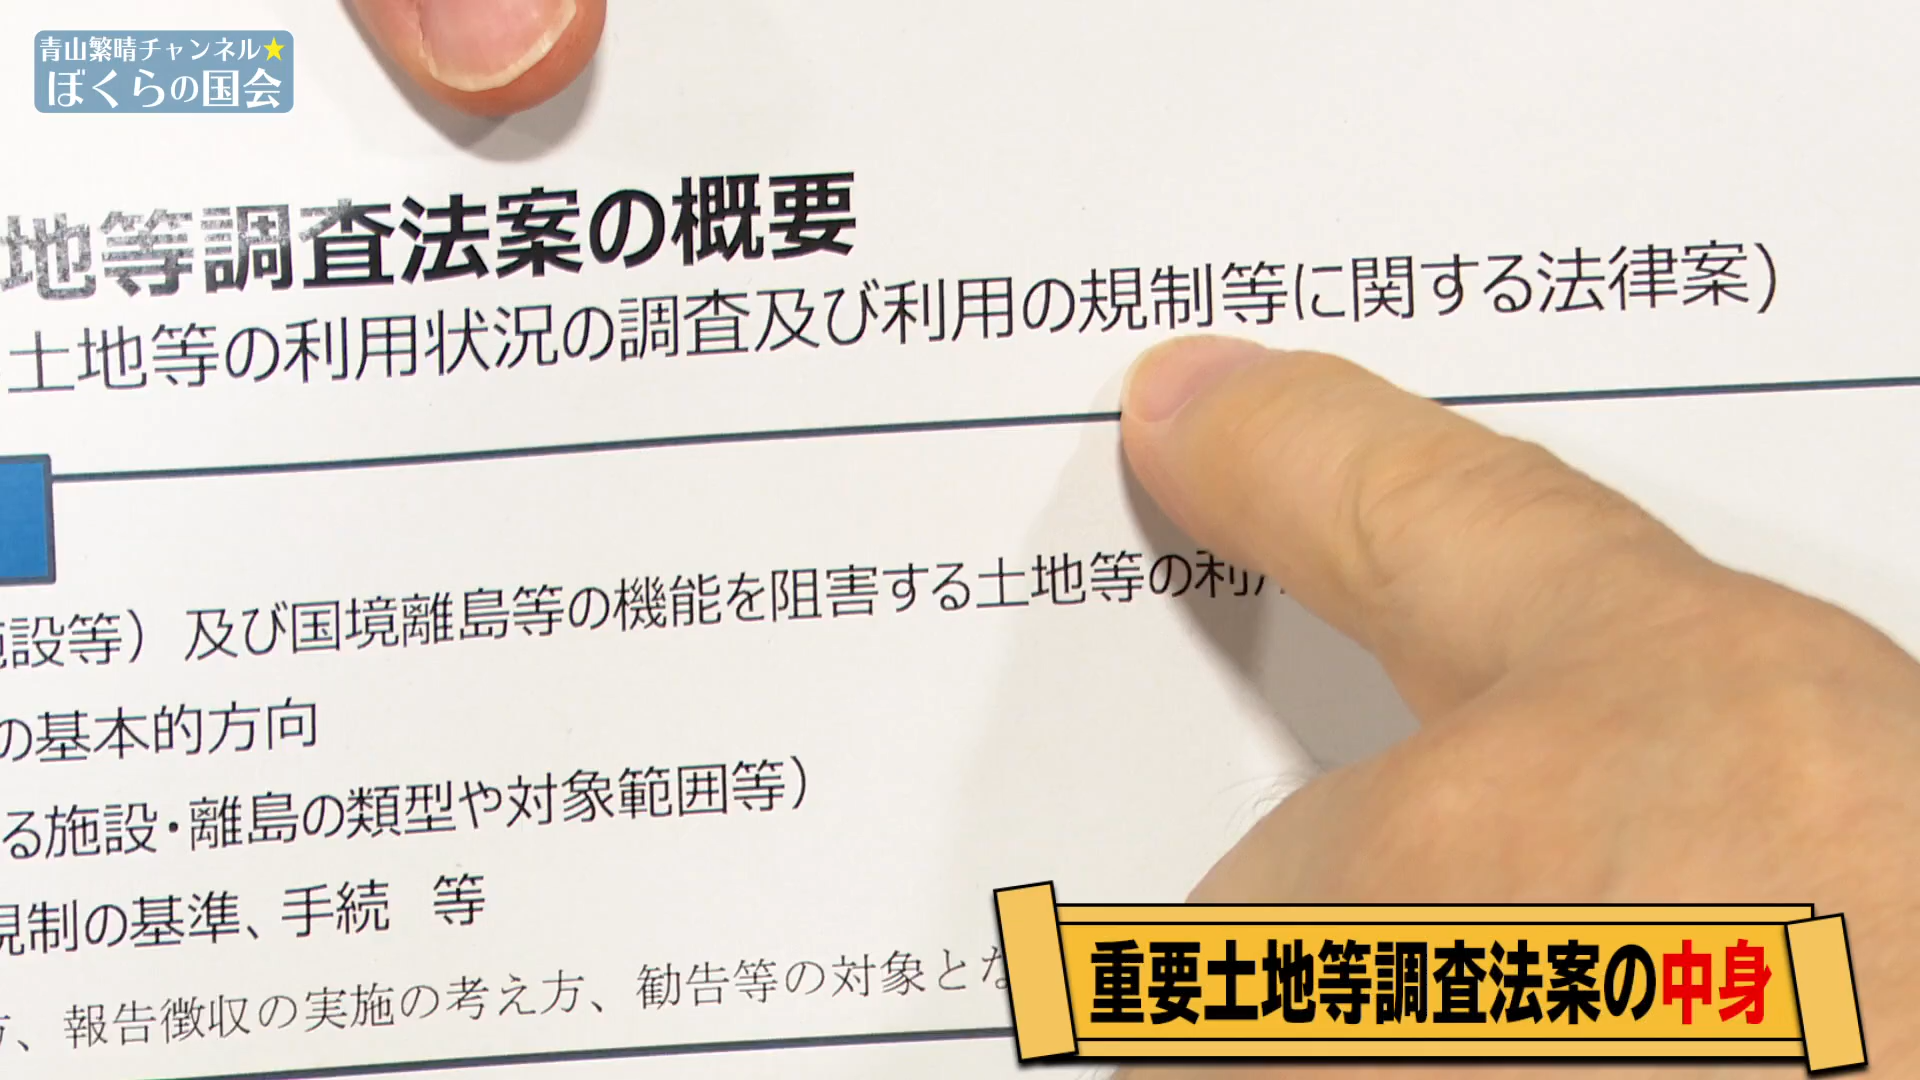 青山繁晴チャンネル★
ぼくらの国会
地等調査法案の概要
土地等の利用状況の調査及び利用の規制等に関する法律案）
設等）及び国境離島等の機能を阻害する土地等の利
の基本的方向
る施設・離島の類型や対象範囲等）
規制の基準、手続　等
、報告徴収の実施の考え方、勧告等の対象とな
重要土地等調査法案の中身